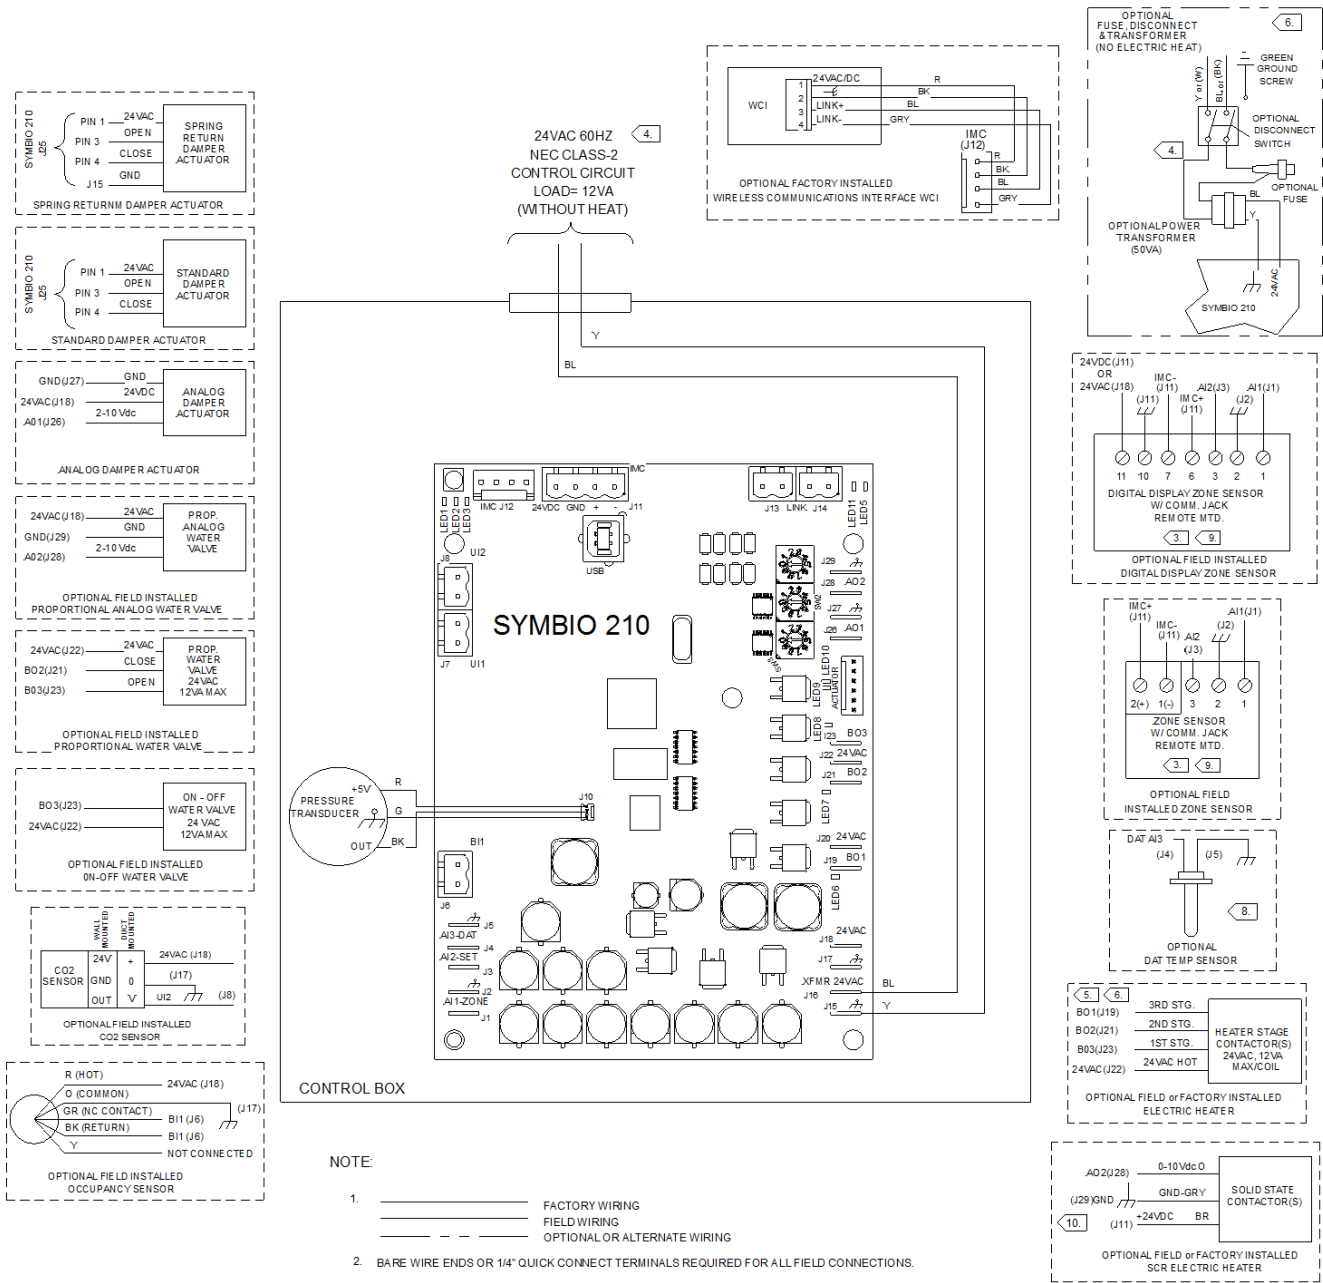 SYMBIO 210
J25
PIN 1
24VAC
PIN 3
OPEN
PIN 4
CLOSE
J15
GND
SPRING
RETURN
DAMPER
ACTUATOR
SPRING RETURNM DAMPER ACTUATOR
SYMBIO 210
J25
PIN 1
24VAC
PIN 3
OPEN
PIN 4
CLOSE
STANDARD
DAMPER
ACTUATOR
STANDARD DAMPER ACTUATOR
GND(J27)
GND
24VAC(J18)
24VDC
A01(J26)
2-10 Vdc
ANALOG
DAMPER
ACTUATOR
ANALOG DAMPER ACTUATOR
24VAC(J18)
24VAC
GND(J29)
GND
A02(J28)
2-10 Vdc
PROP.
ANALOG
WATER
VALVE
OPTIONAL FIELD INSTALLED
PROPORTIONAL ANALOG WATER VALVE
24VAC(J22)
24VAC
BO2(J21)
CLOSE
B03(J23)
OPEN
PROP.
WATER
VALVE
24VAC
12VA MAX
OPTIONAL FIELD INSTALLED
PROPORTIONAL WATER VALVE
BO3(J23)
24VAC(J22)
ON - OFF
WATER VALVE
24 VAC
12VA MAX
OPTIONAL FIELD INSTALLED
ON-OFF WATER VALVE
WALL
MOUNTED
DUCT
MOUNTED
CO2
SENSOR
24V
+
24VAC (J18)
GND
0
(J17)
OUT
V
UI2
(J8)
OPTIONAL FIELD INSTALLED
CO2 SENSOR
R (HOT)
24VAC (J18)
O (COMMON)
(J17)
GR (NC CONTACT)
BI1 (J6)
BK (RETURN)
BI1 (J6)
Y
NOT CONNECTED
OPTIONAL FIELD INSTALLED
OCCUPANCY SENSOR
24VAC 60HZ
NEC CLASS-2
CONTROL CIRCUIT
LOAD= 12VA
(WITHOUT HEAT)
4.
Y
BL
WCI
1
24VAC/DC
R
2
BK
3
LINK+
BL
4
LINK-
GRY
IMC
(J12)
R
BK
BL
GRY
OPTIONAL FACTORY INSTALLED
WIRELESS COMMUNICATIONS INTERFACE WCI
LED1
LED2
LED3
IMC J12
24VDC GND + -
IMC
J11
USB
J13
LINK
J14
LED11
LED5
J8
UI2
J7
UI1
SYMBIO 210
J29
J28
AO2
J27
J26
AO1
SW2
SW3
LED10
LED9
ACTUATOR
LED8
J23
BO3
J22
24VAC
J21
BO2
LED7
J20
24VAC
J19
BO1
LED6
J18
24VAC
J17
XFMR 24VAC
J16
BL
J15
Y
PRESSURE
TRANSDUCER
+5V
R
G
OUT
BK
J10
BI1
J6
J5
AI3-DAT
J4
AI2-SET
J3
J2
AI1-ZONE
J1
CONTROL BOX
OPTIONAL
FUSE, DISCONNECT
& TRANSFORMER
(NO ELECTRIC HEAT)
6.
Y or (W)
BL or (BK)
GREEN
GROUND
SCREW
OPTIONAL
DISCONNECT
SWITCH
4.
OPTIONAL
FUSE
BL
Y
OPTIONAL POWER
TRANSFORMER
(50VA)
24VAC
SYMBIO 210
24VDC(J11)
OR
24VAC(J18)
(J11)
IMC-
(J11)
IMC+
(J11)
AI2(J3)
(J2)
AI1(J1)
11 10 7 6 3 2 1
DIGITAL DISPLAY ZONE SENSOR
W/ COMM. JACK
REMOTE MTD.
3. 9.
OPTIONAL FIELD INSTALLED
DIGITAL DISPLAY ZONE SENSOR
IMC+
(J11)
IMC-
(J11)
AI2
(J3)
(J2)
AI1(J1)
2(+) 1(-) 3 2 1
ZONE SENSOR
W/ COMM. JACK
REMOTE MTD.
3. 9.
OPTIONAL FIELD
INSTALLED ZONE SENSOR
DAT AI3
(J4)
(J5)
8.
OPTIONAL
DAT TEMP SENSOR
5. 6.
BO1(J19)
3RD STG.
BO2(J21)
2ND STG.
B03(J23)
1ST STG.
24VAC(J22)
24VAC HOT
HEATER STAGE
CONTACTOR(S)
24VAC, 12VA
MAX/COIL
OPTIONAL FIELD or FACTORY INSTALLED
ELECTRIC HEATER
AO2(J28)
0-10Vdc O
(J29)GND
GND-GRY
10.
(J11)
+24VDC
BR
SOLID STATE
CONTACTOR(S)
OPTIONAL FIELD or FACTORY INSTALLED
SCR ELECTRIC HEATER
NOTE:
1.
FACTORY WIRING
FIELD WIRING
OPTIONAL OR ALTERNATE WIRING
2. BARE WIRE ENDS OR 1/4" QUICK CONNECT TERMINALS REQUIRED FOR ALL FIELD CONNECTIONS.